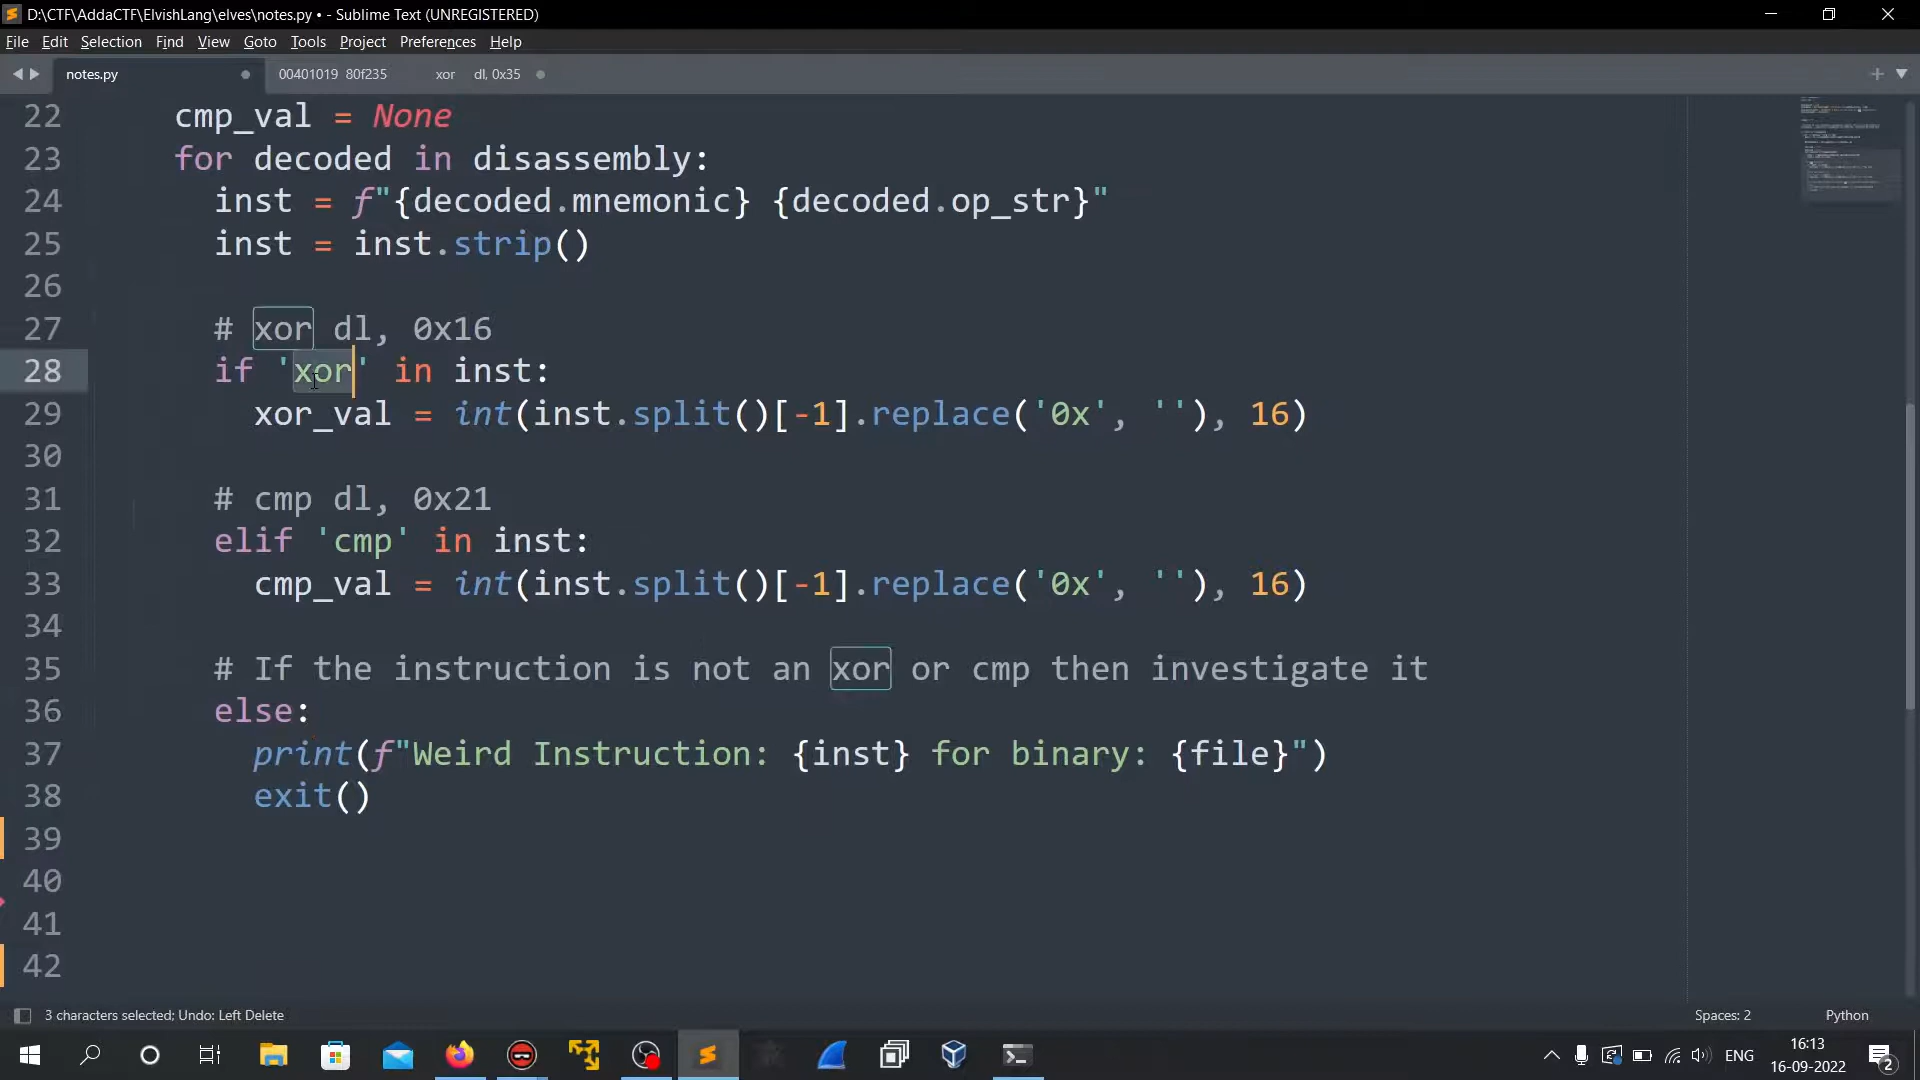 D:\CTF\AddaCTF\ElvishLang\elves\notes.py • - Sublime Text (UNREGISTERED)
File Edit Selection Find View Goto Tools Project Preferences Help
notes.py 00401019 80f235 xor dl, 0x35
22 cmp_val = None
23 for decoded in disassembly:
24 inst = f"{decoded.mnemonic} {decoded.op_str}"
25 inst = inst.strip()
26
27 # xor dl, 0x16
28 if 'xor' in inst:
29 xor_val = int(inst.split()[-1].replace('0x', ''), 16)
30
31 # cmp dl, 0x21
32 elif 'cmp' in inst:
33 cmp_val = int(inst.split()[-1].replace('0x', ''), 16)
34
35 # If the instruction is not an xor or cmp then investigate it
36 else:
37 print(f"Weird Instruction: {inst} for binary: {file}")
38 exit()
39
40
41
42
3 characters selected; Undo: Left Delete Spaces: 2 Python
ENG 16:13
16-09-2022 2